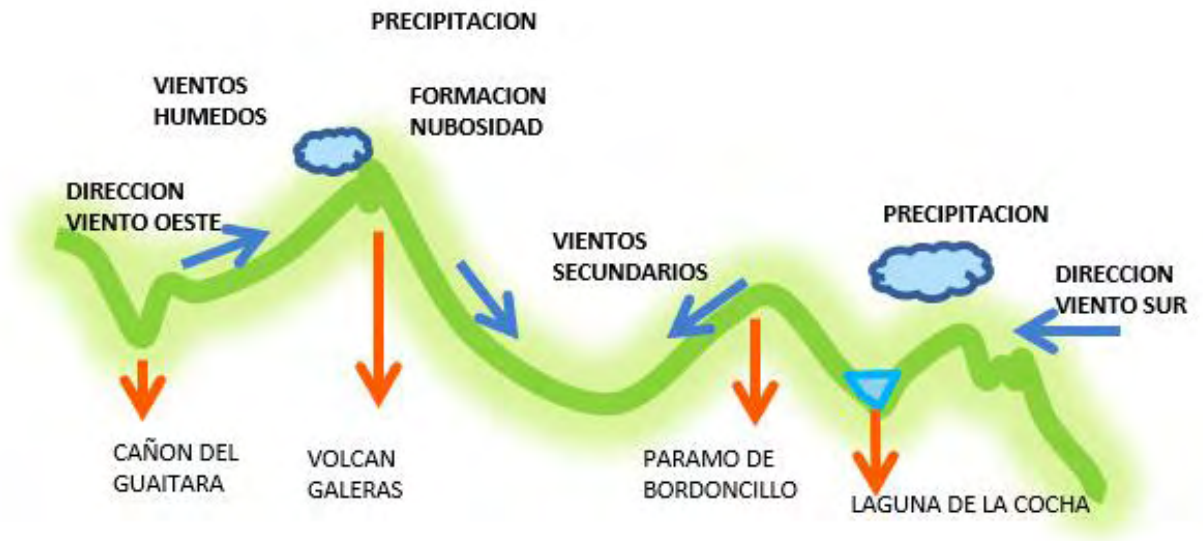 PRECIPITACION
VIENTOS
HUMEDOS
FORMACION
NUBOSIDAD
DIRECCION
VIENTO OESTE
VIENTOS
SECUNDARIOS
PRECIPITACION
DIRECCION
VIENTO SUR
CAÑON DEL
GUAITARA
VOLCAN
GALERAS
PARAMO DE
BORDONCILLO
LAGUNA DE LA COCHA